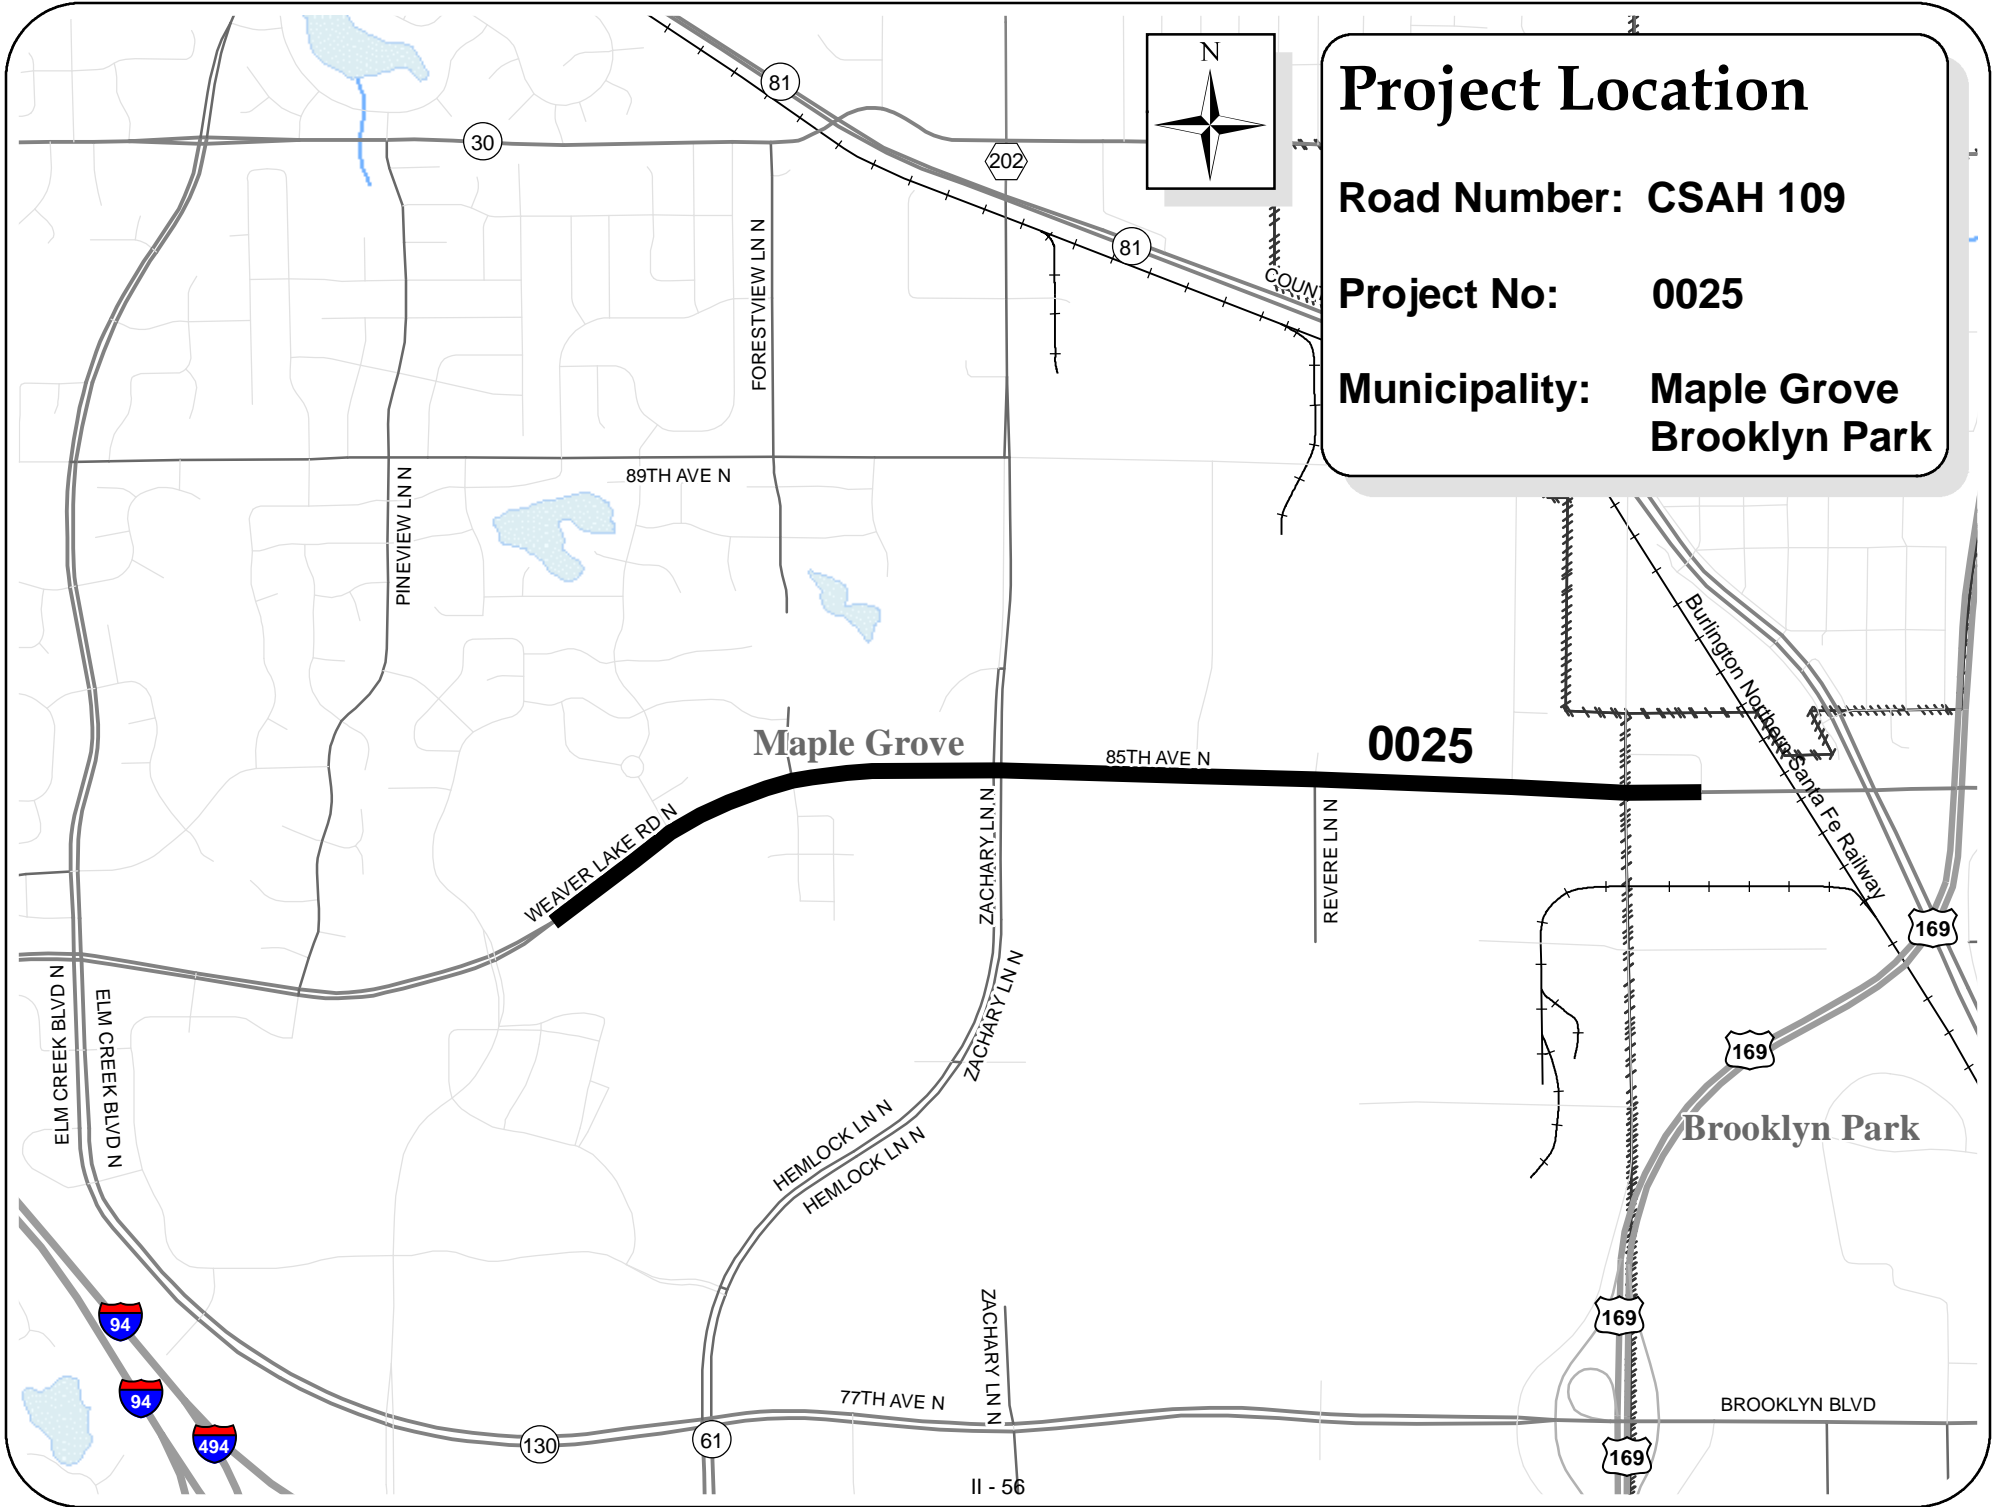 N
Project Location
Road Number: CSAH 109
Project No: 0025
Municipality: Maple Grove
Brooklyn Park
81
30
202
81
COUN
FORESTVIEW LN N
89TH AVE N
PINEVIEW LN N
Burlington Northern Santa Fe Railway
Maple Grove
0025
85TH AVE N
WEAVER LAKE RD N
ZACHARY LN N
REVERE LN N
169
ELM CREEK BLVD N
ELM CREEK BLVD N
ZACHARY LN N
169
HEMLOCK LN N
HEMLOCK LN N
Brooklyn Park
94
169
ZACHARY LN N
94
77TH AVE N
BROOKLYN BLVD
494
130
61
169
II - 56